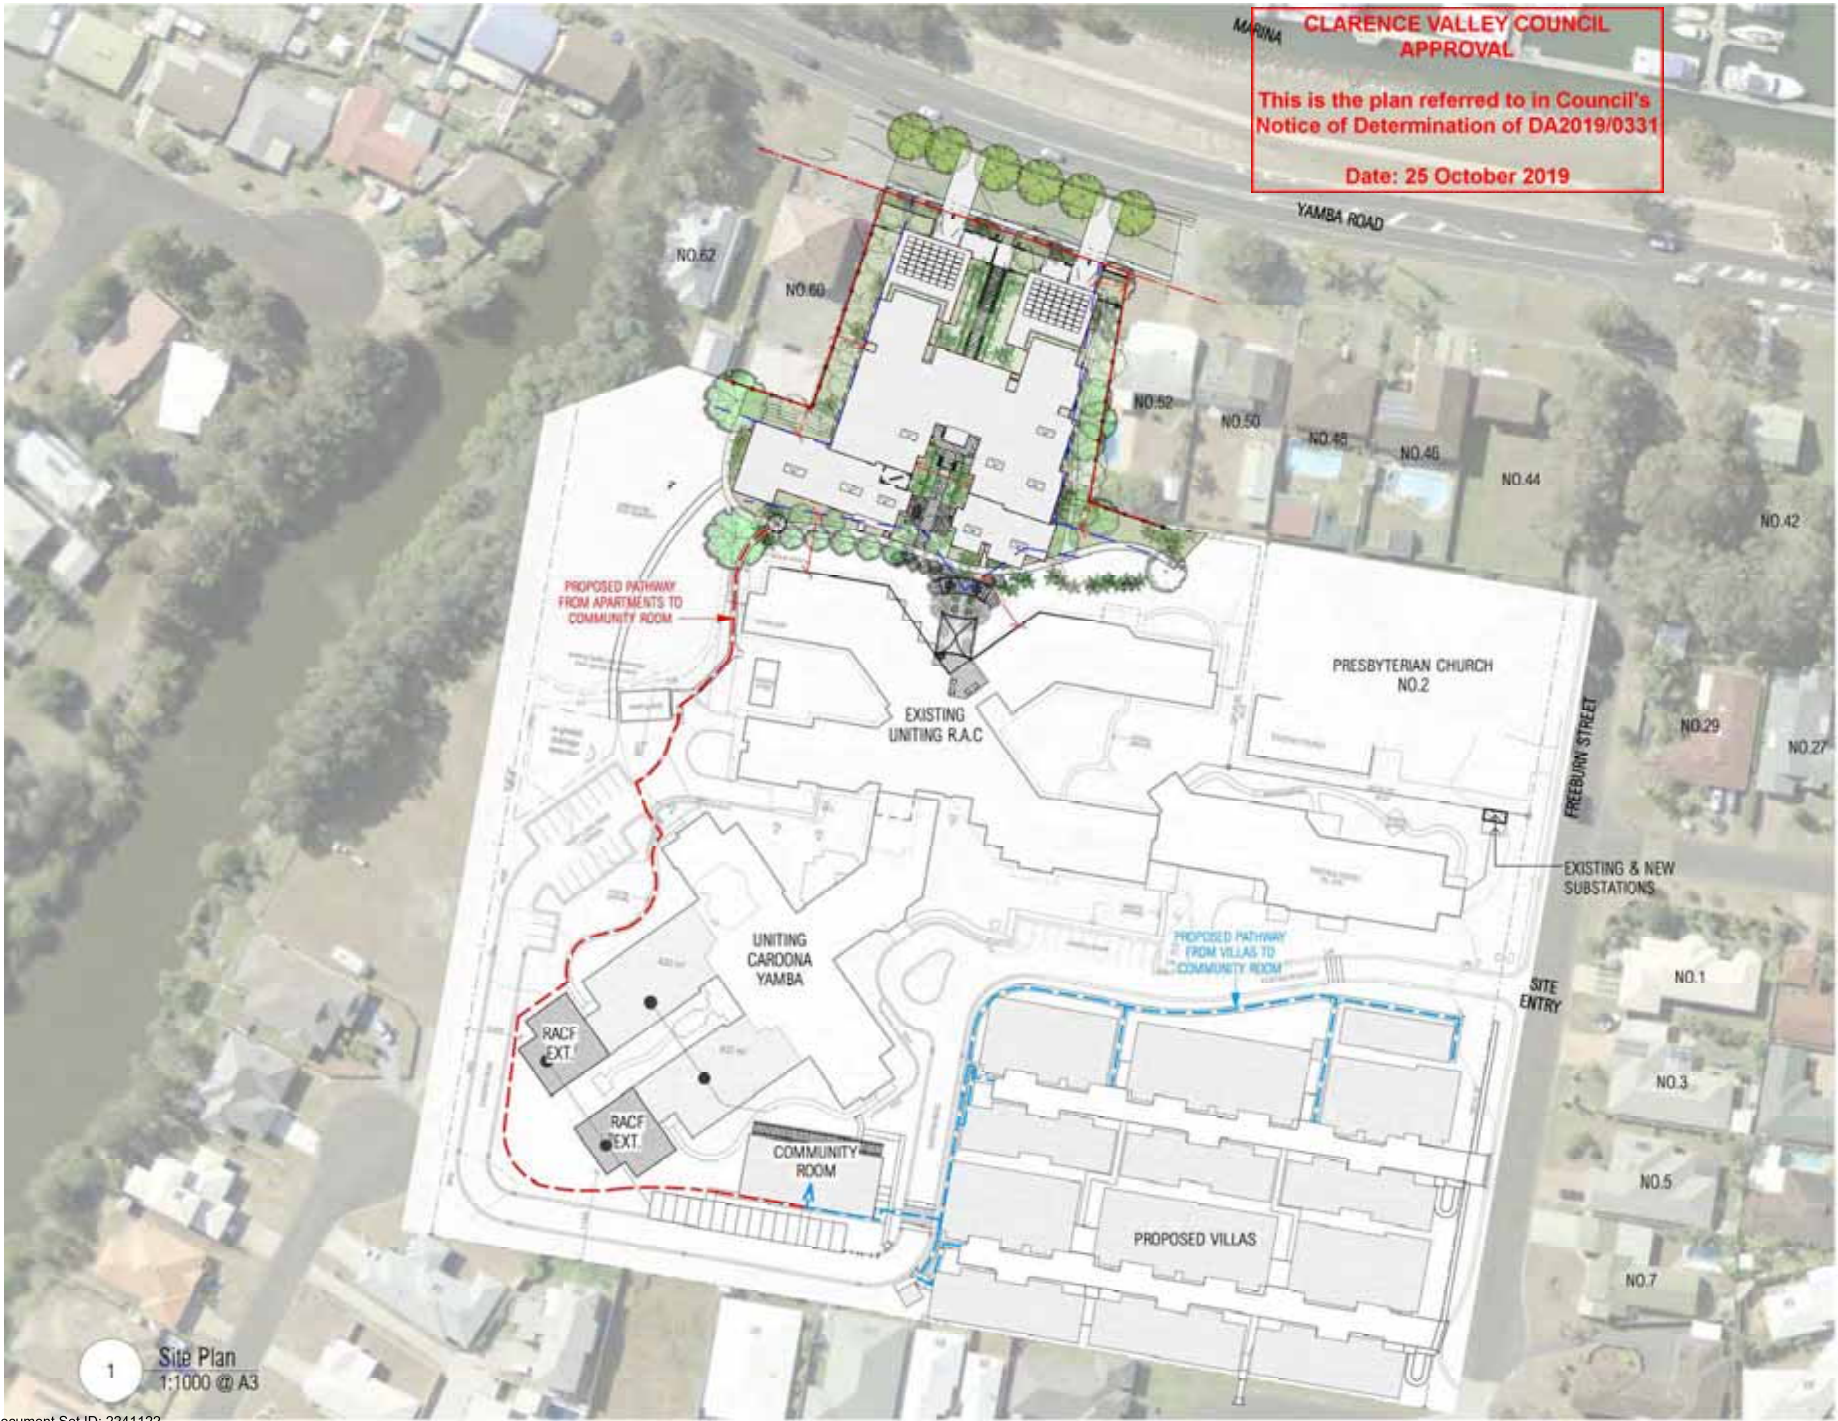 MARINA
CLARENCE VALLEY COUNCIL
APPROVAL
This is the plan referred to in Council's
Notice of Determination of DA2019/0331
Date: 25 October 2019
YAMBA ROAD
NO.62
NO.60
NO.52
NO.50
NO.48
NO.46
NO.44
NO.42
PROPOSED PATHWAY
FROM APARTMENTS TO
COMMUNITY ROOM
PRESBYTERIAN CHURCH
NO.2
EXISTING
UNITING R.A.C
FREEBURN STREET
NO.29
NO.27
EXISTING & NEW
SUBSTATIONS
UNITING
CAROONA
YAMBA
PROPOSED PATHWAY
FROM VILLAS TO
COMMUNITY ROOM
SITE
ENTRY
NO.1
RACF
EXT.
NO.3
RACF
EXT.
COMMUNITY
ROOM
NO.5
PROPOSED VILLAS
NO.7
1
Site Plan
1:1000 @ A3
ocument Set ID: 2241122